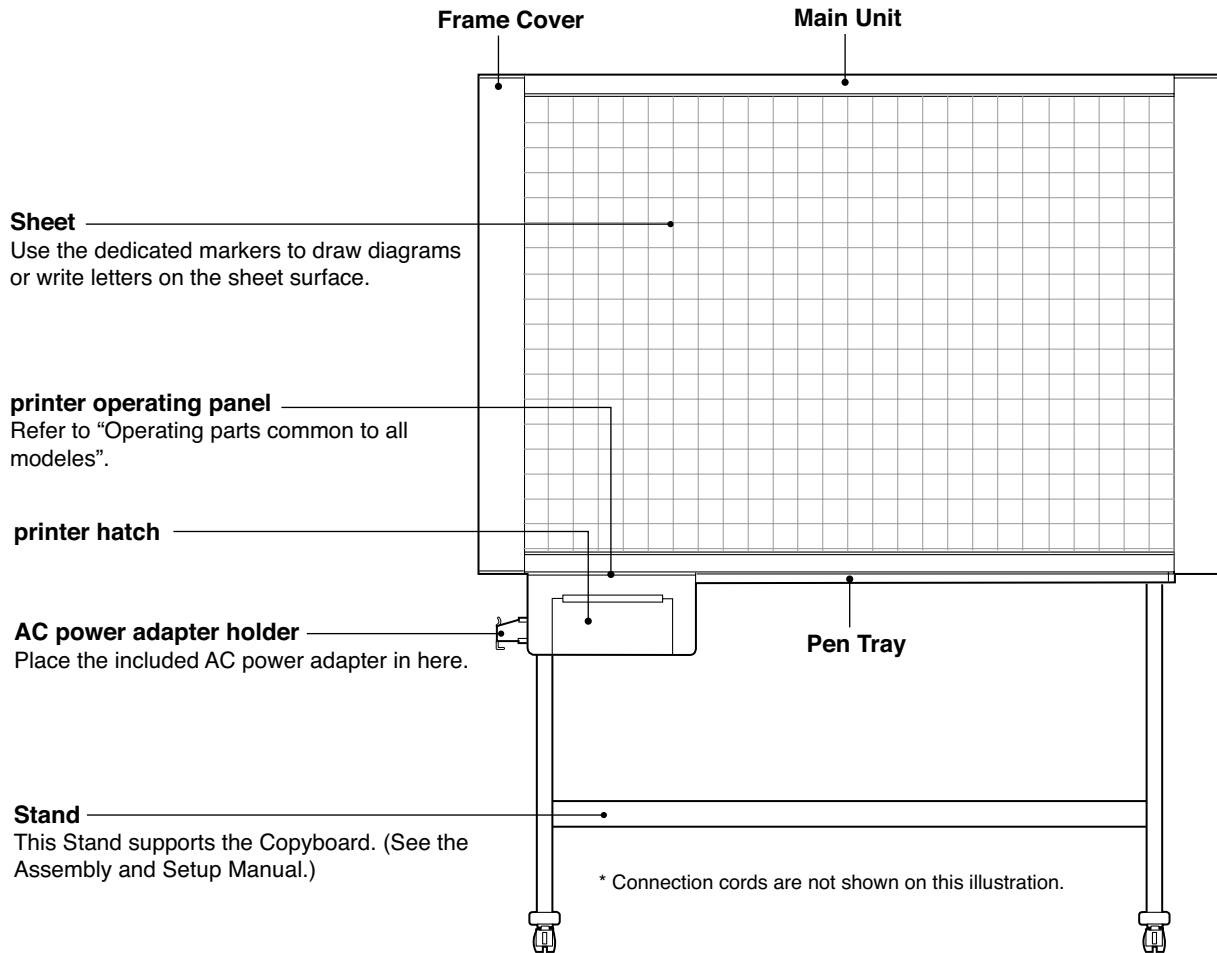 Frame Cover
Main Unit
Sheet
Use the dedicated markers to draw diagrams
or write letters on the sheet surface.
printer operating panel
Refer to “Operating parts common to all
modeles”.
printer hatch
AC power adapter holder
Place the included AC power adapter in here.
Pen Tray
Stand
This Stand supports the Copyboard. (See the
Assembly and Setup Manual.)
* Connection cords are not shown on this illustration.